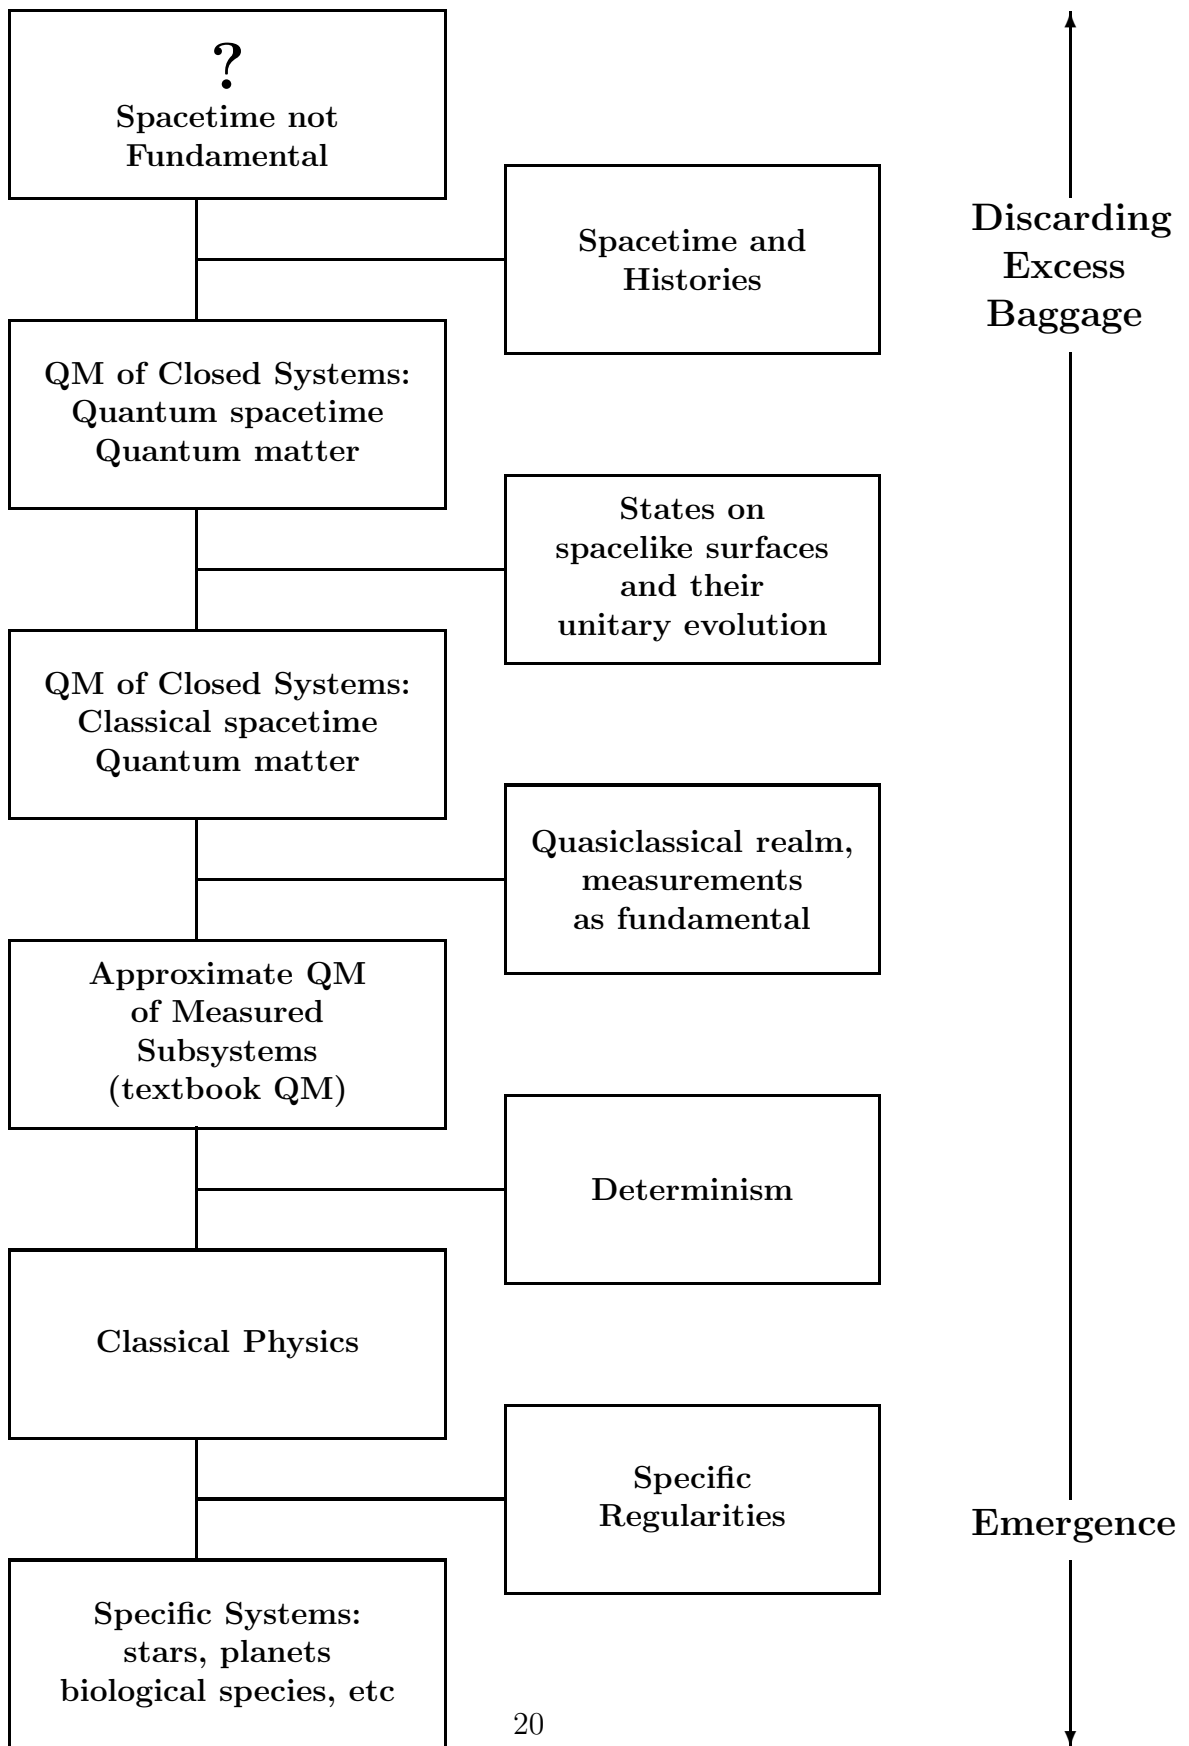 ?
Spacetime not
Fundamental
Spacetime and
Histories
Discarding
Excess
Baggage
QM of Closed Systems:
Quantum spacetime
Quantum matter
States on
spacelike surfaces
and their
unitary evolution
QM of Closed Systems:
Classical spacetime
Quantum matter
Quasiclassical realm,
measurements
as fundamental
Approximate QM
of Measured
Subsystems
(textbook QM)
Determinism
Classical Physics
Specific
Regularities
Emergence
Specific Systems:
stars, planets
biological species, etc
20